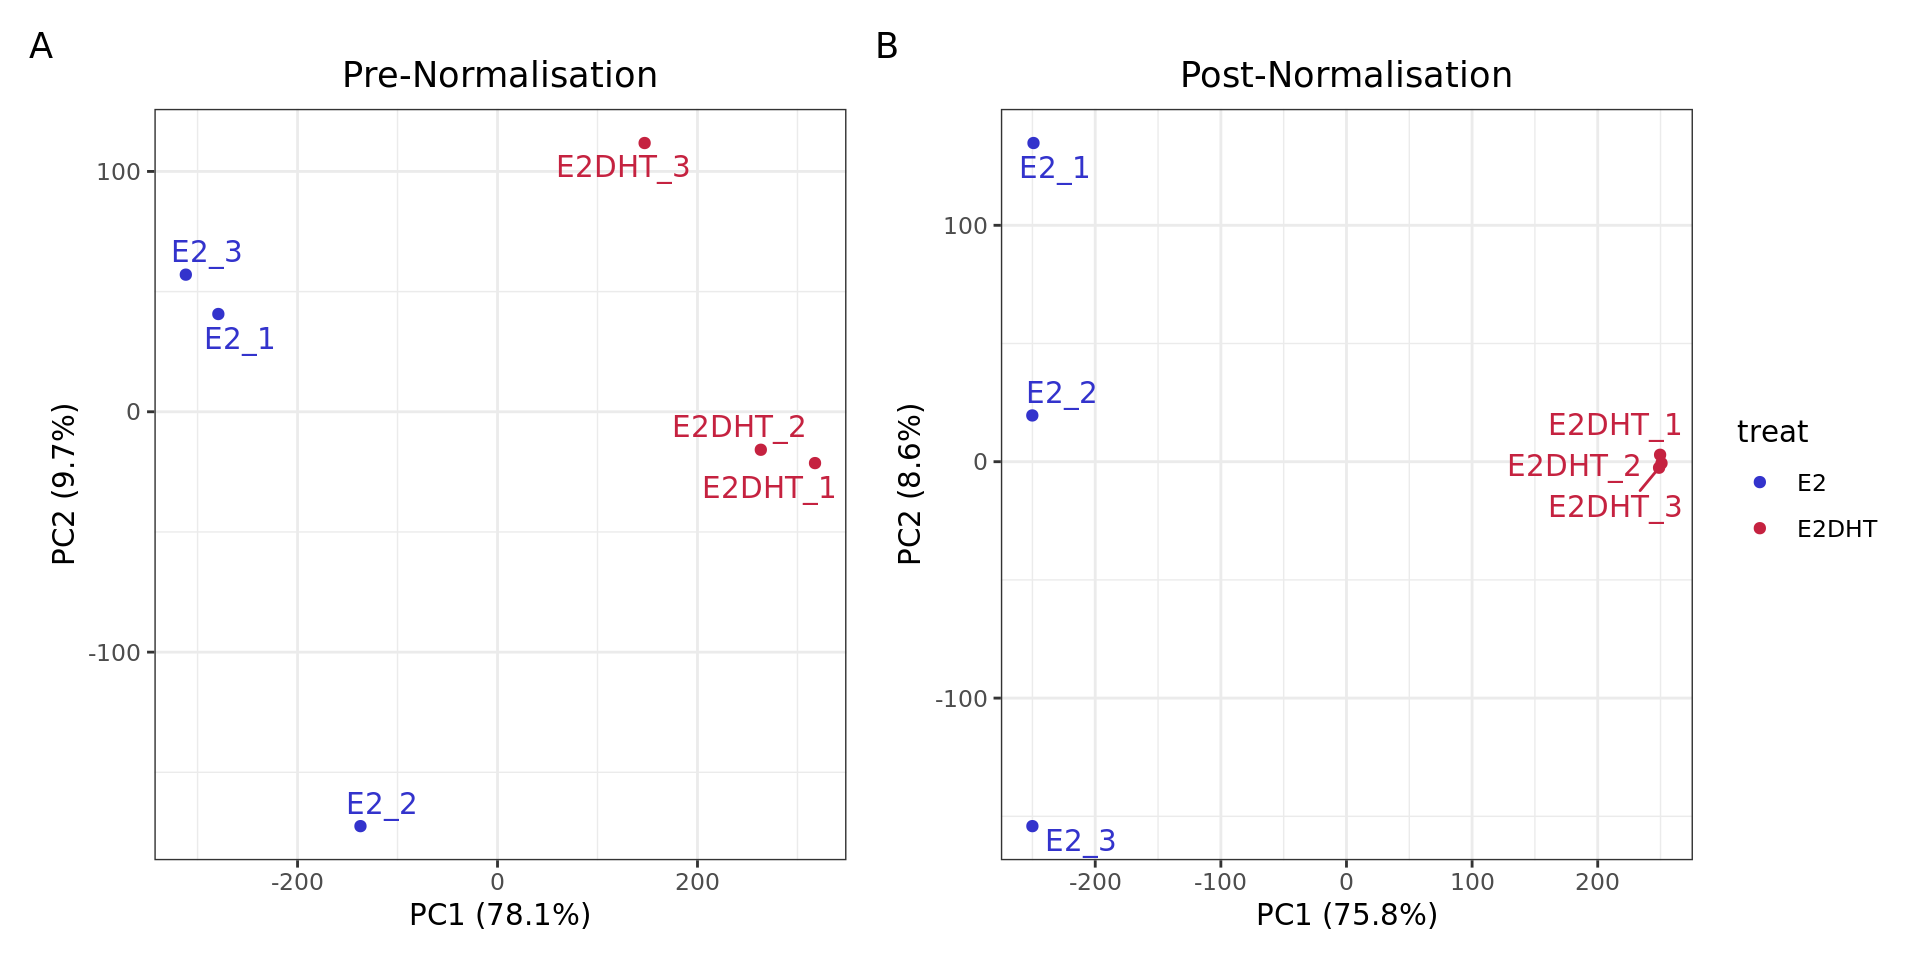 A
Pre-Normalisation
E2DHT_3
E2_3
E2_1
E2DHT_2
E2DHT_1
E2_2
100
0
-100
-200
0
200
PC1 (78.1%)
PC2 (9.7%)
B
Post-Normalisation
E2_1
E2_2
E2DHT_1
E2DHT_2
E2DHT_3
E2_3
100
0
-100
-200
-100
0
100
200
PC1 (75.8%)
PC2 (8.6%)
treat
E2
E2DHT